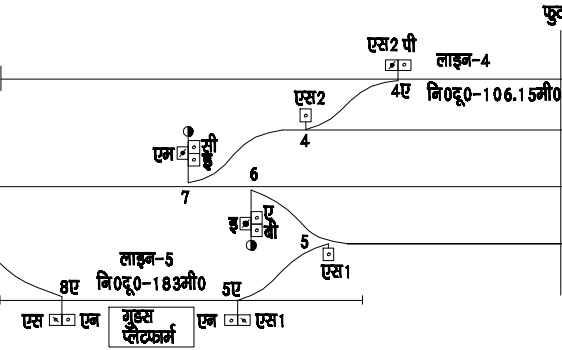 फुट
एस2 पी
लाइन-4
4ए
नि0दू0-106.15मी0
एस2
4
एम
सी
डी
7
6
ए
बी
ई
5
एस1
लाइन-5
नि0दू0-183मी0
8ए
5ए
एस
एन
गुडस
प्लेटफार्म
एन
एस1